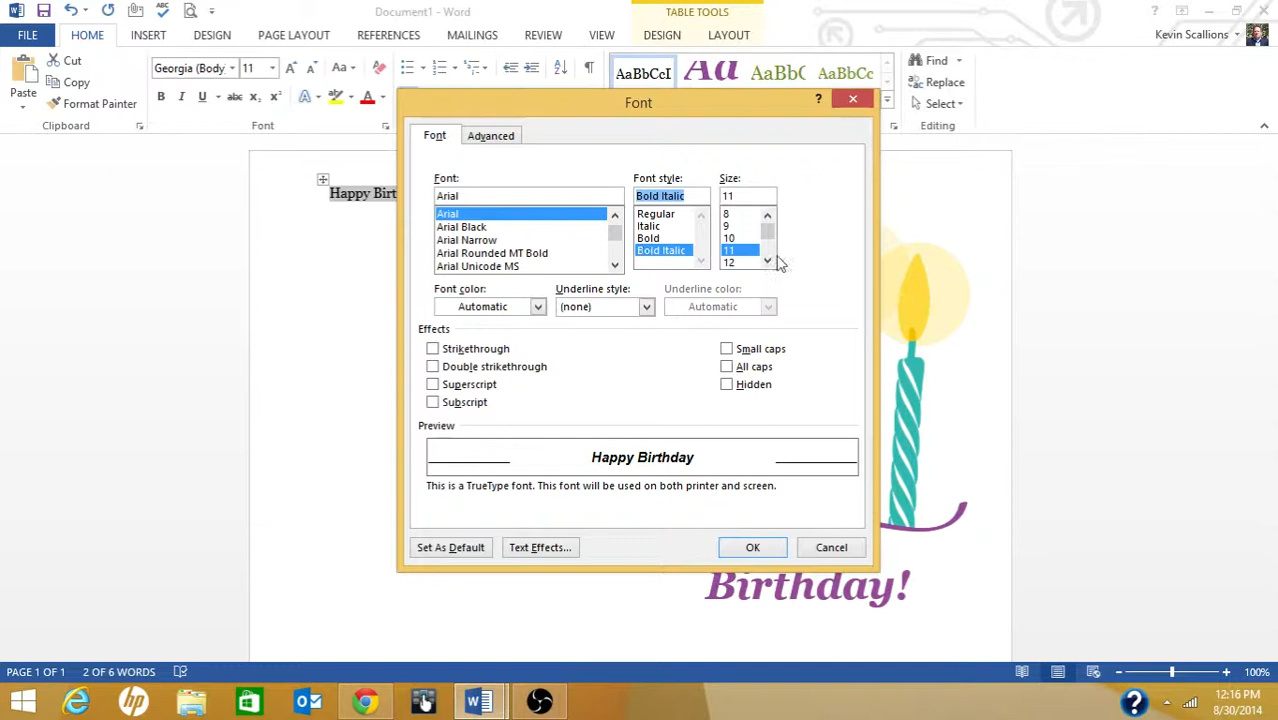 Document1 - Word
TABLE TOOLS
?
FILE HOME INSERT DESIGN PAGE LAYOUT REFERENCES MAILINGS REVIEW VIEW DESIGN LAYOUT Kevin Scallions
Paste
Cut
Copy
Format Painter
Clipboard
Georgia (Body) 11
Aa
B I U abc x₂ x²
Font
AaBbCcI Aa AaBbC AaBbCcI
Find
Replace
Select
Editing
Happy Birt
Birthday!
Font
?
Font Advanced
Font: Font style: Size:
Arial Bold Italic 11
Arial Regular 8
Arial Black Italic 9
Arial Narrow Bold 10
Arial Rounded MT Bold Bold Italic 11
Arial Unicode MS 12
Font color: Underline style: Underline color:
Automatic (none) Automatic
Effects
Strikethrough Small caps
Double strikethrough All caps
Superscript Hidden
Subscript
Preview
Happy Birthday
This is a TrueType font. This font will be used on both printer and screen.
Set As Default Text Effects... OK Cancel
PAGE 1 OF 1 2 OF 6 WORDS 100%
12:16 PM
8/30/2014